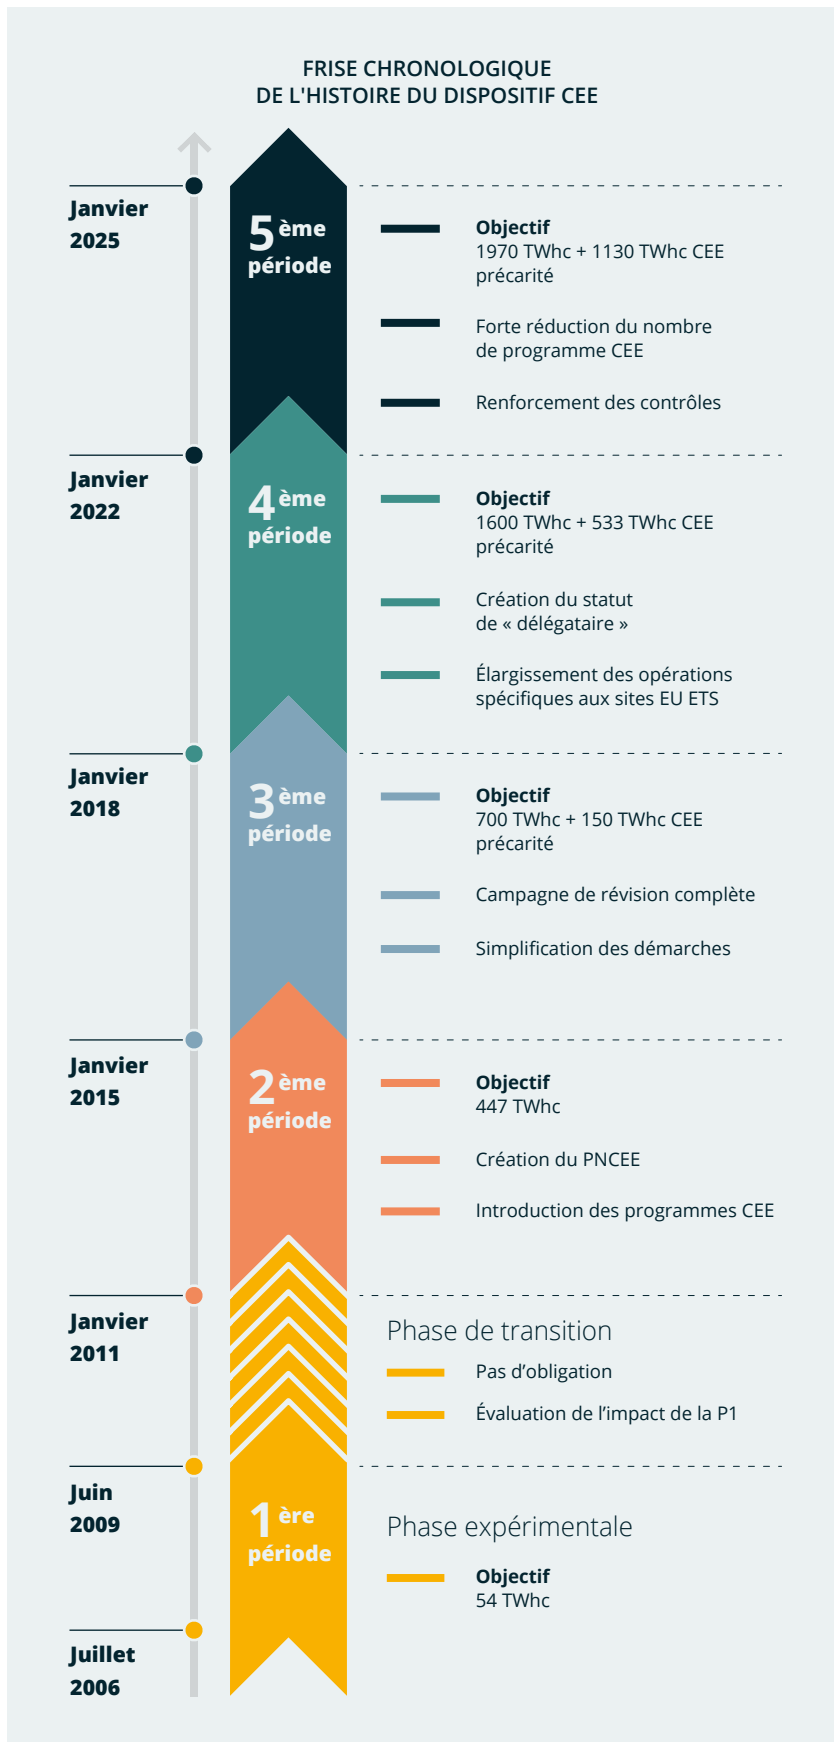 FRISE CHRONOLOGIQUE
DE L'HISTOIRE DU DISPOSITIF CEE
Janvier
2025
5ème
période
Objectif
1970 TWhc + 1130 TWhc CEE
précarité
Forte réduction du nombre
de programme CEE
Renforcement des contrôles
Janvier
2022
4ème
période
Objectif
1600 TWhc + 533 TWhc CEE
précarité
Création du statut
de « délégataire »
Élargissement des opérations
spécifiques aux sites EU ETS
Janvier
2018
3ème
période
Objectif
700 TWhc + 150 TWhc CEE
précarité
Campagne de révision complète
Simplification des démarches
Janvier
2015
2ème
période
Objectif
447 TWhc
Création du PNCEE
Introduction des programmes CEE
Janvier
2011
Phase de transition
Pas d’obligation
Évaluation de l’impact de la P1
Juin
2009
1ère
période
Phase expérimentale
Objectif
54 TWhc
Juillet
2006